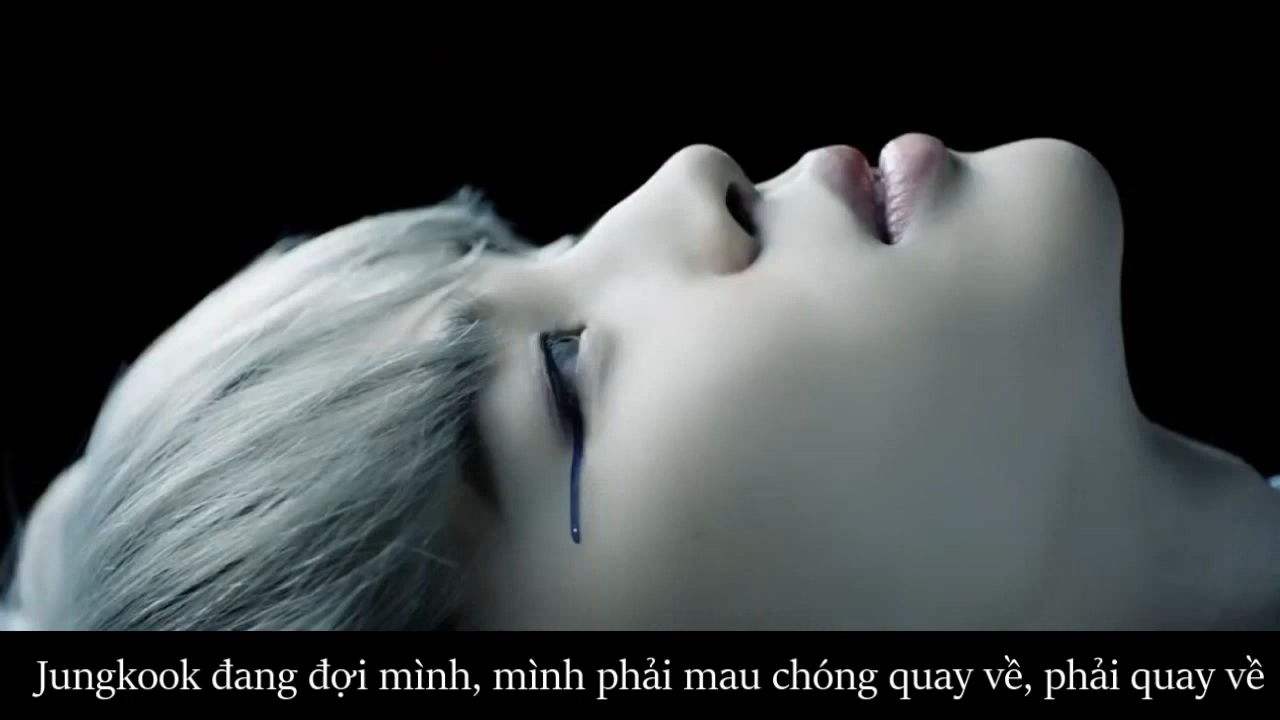 Jungkook đang đợi mình, mình phải mau chóng quay về, phải quay về